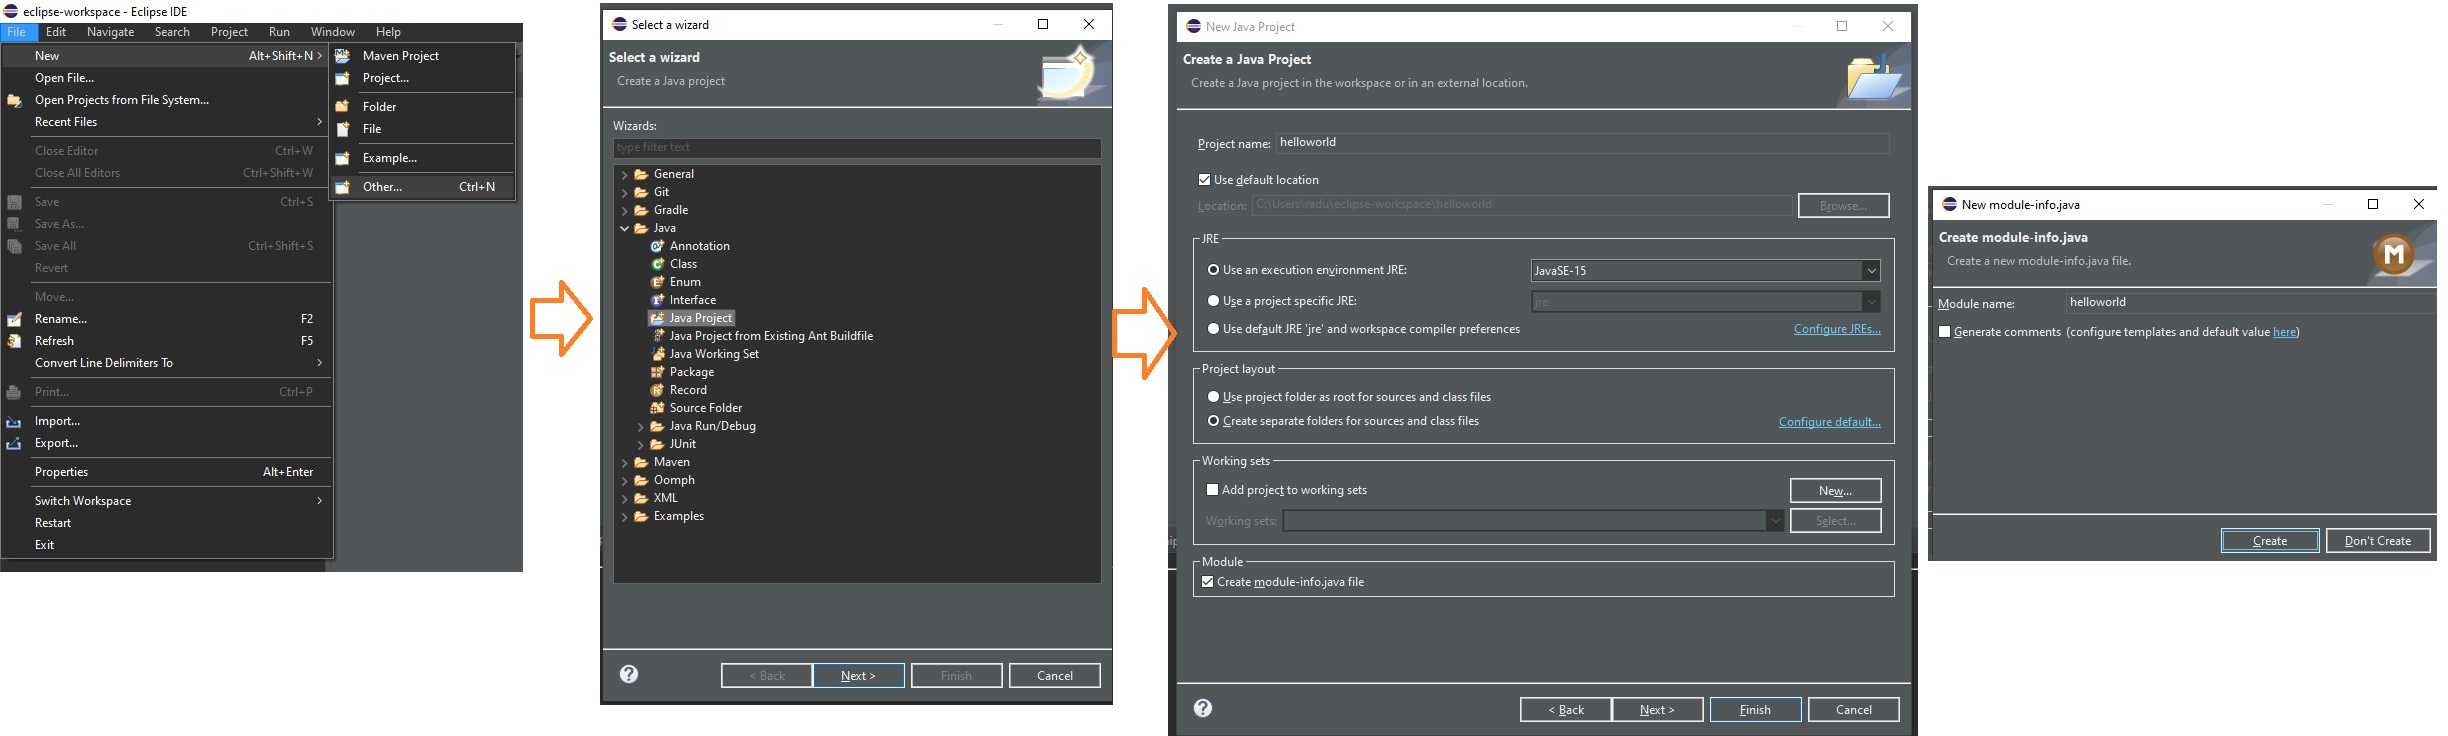 eclipse-workspace - Eclipse IDE
File Edit Navigate Search Project Run Window Help
New Alt+Shift+N >
Open File...
Open Projects from File System...
Recent Files >
Close Editor Ctrl+W
Close All Editors Ctrl+Shift+W
Save Ctrl+S
Save As...
Save All Ctrl+Shift+S
Revert
Move...
Rename... F2
Refresh F5
Convert Line Delimiters To >
Print... Ctrl+P
Import...
Export...
Properties Alt+Enter
Switch Workspace >
Restart
Exit
Maven Project
Project...
Folder
File
Example...
Other... Ctrl+N
Select a wizard
Select a wizard
Create a Java project
Wizards:
type filter text
General
Git
Gradle
Java
Annotation
Class
Enum
Interface
Java Project
Java Project from Existing Ant Buildfile
Java Working Set
Package
Record
Source Folder
Java Run/Debug
JUnit
Maven
Oomph
XML
Examples
< Back Next > Finish Cancel
New Java Project
Create a Java Project
Create a Java project in the workspace or in an external location.
Project name: helloworld
Use default location
Location: C:\Users\radu\eclipse-workspace\helloworld Browse...
JRE
Use an execution environment JRE: JavaSE-15
Use a project specific JRE: jre
Use default JRE 'jre' and workspace compiler preferences Configure JREs...
Project layout
Use project folder as root for sources and class files
Create separate folders for sources and class files Configure default...
Working sets
Add project to working sets New...
Working sets: Select...
Module
Create module-info.java file
< Back Next > Finish Cancel
New module-info.java
Create module-info.java
M
Create a new module-info.java file.
Module name: helloworld
Generate comments (configure templates and default value here)
Create Don't Create